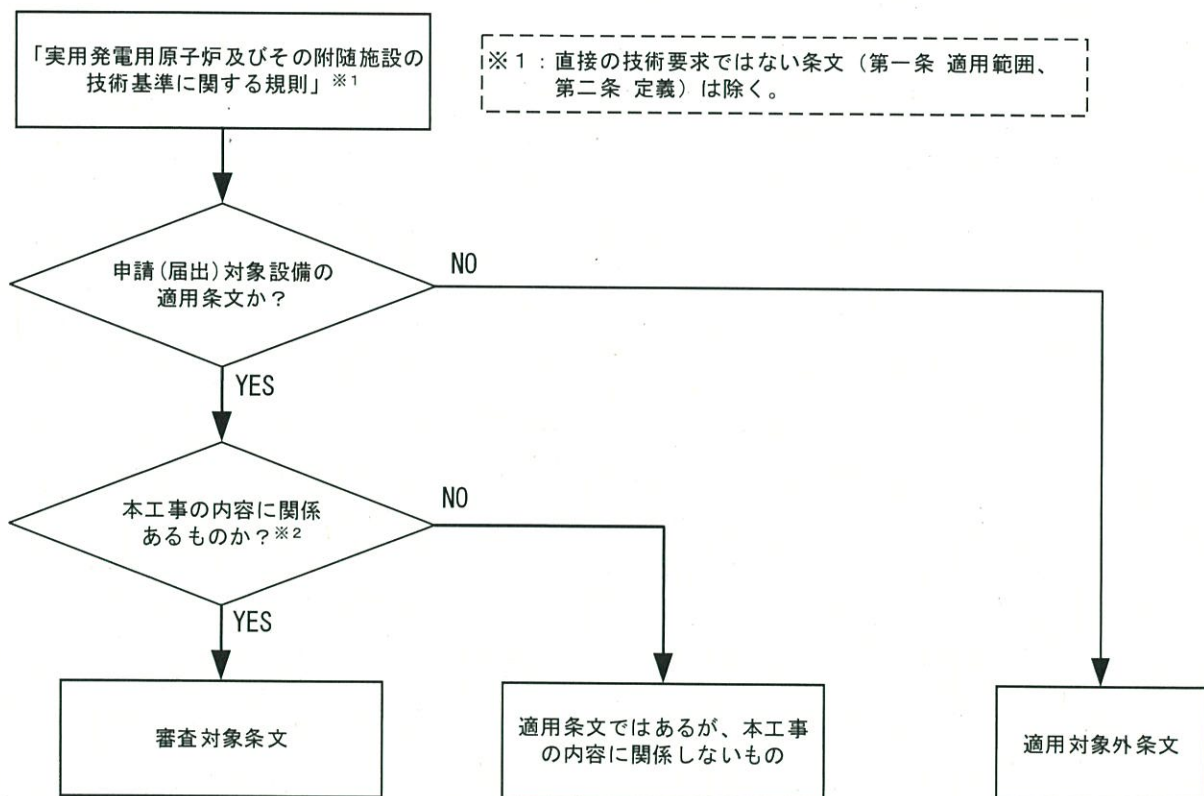 「実用発電用原子炉及びその附随施設の
技術基準に関する規則」※1
※1：直接の技術要求ではない条文（第一条 適用範囲、
第二条 定義）は除く。
申請(届出)対象設備の
適用条文か？
NO
YES
本工事の内容に関係
あるものか？※2
NO
YES
審査対象条文
適用条文ではあるが、本工事
の内容に関係しないもの
適用対象外条文